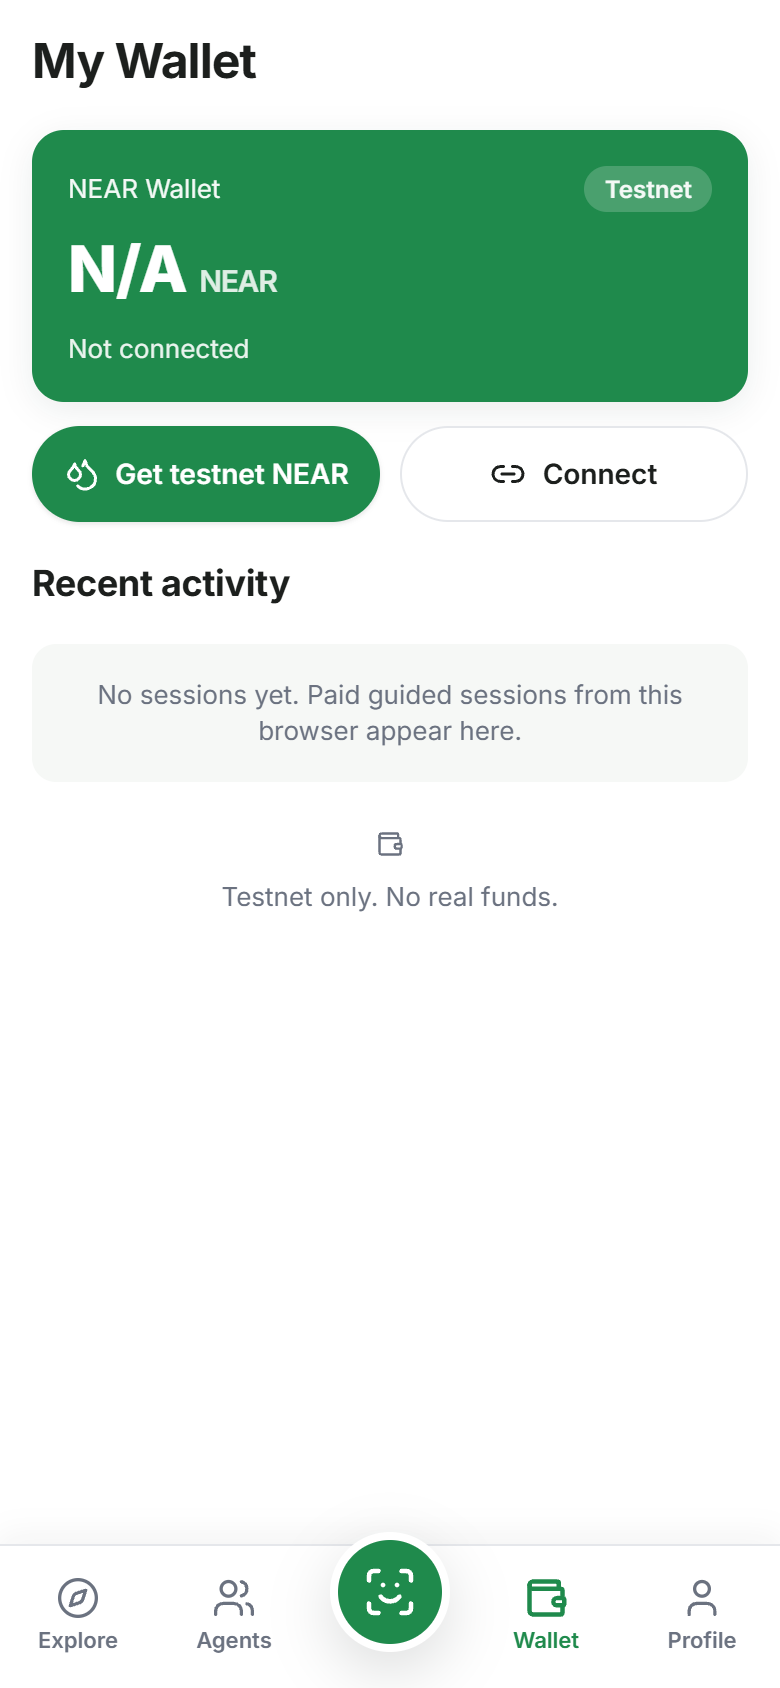 My Wallet
NEAR Wallet
Testnet
N/A NEAR
Not connected
Get testnet NEAR
Connect
Recent activity
No sessions yet. Paid guided sessions from this
browser appear here.
Testnet only. No real funds.
Explore
Agents
Wallet
Profile